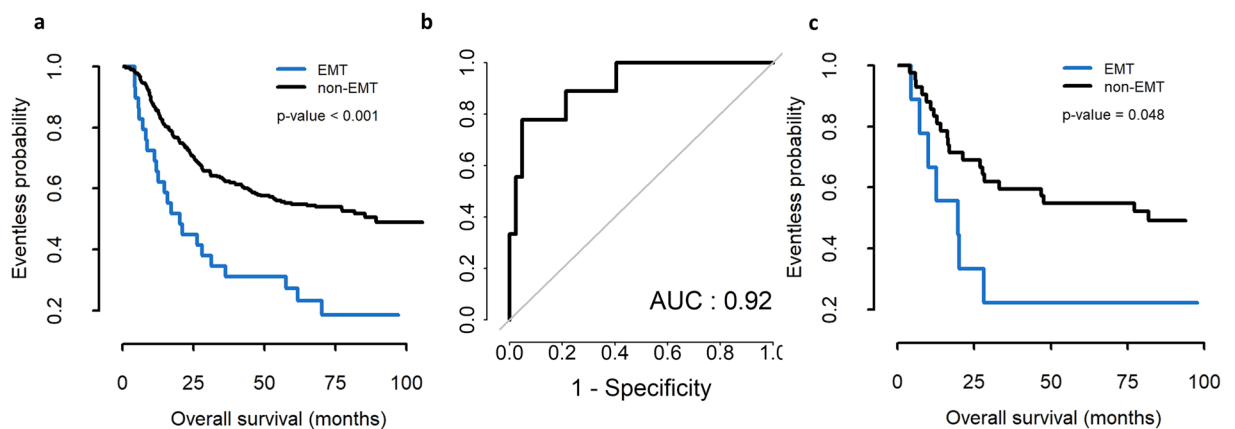 a
Eventless probability
1.0
0.8
0.6
0.4
0.2
EMT
non-EMT
p-value < 0.001
0
25
50
75
100
Overall survival (months)
b
1.0
0.8
0.6
0.4
0.2
0.0
AUC : 0.92
0.0
0.2
0.4
0.6
0.8
1.0
1 - Specificity
c
Eventless probability
1.0
0.8
0.6
0.4
0.2
EMT
non-EMT
p-value = 0.048
0
25
50
75
100
Overall survival (months)